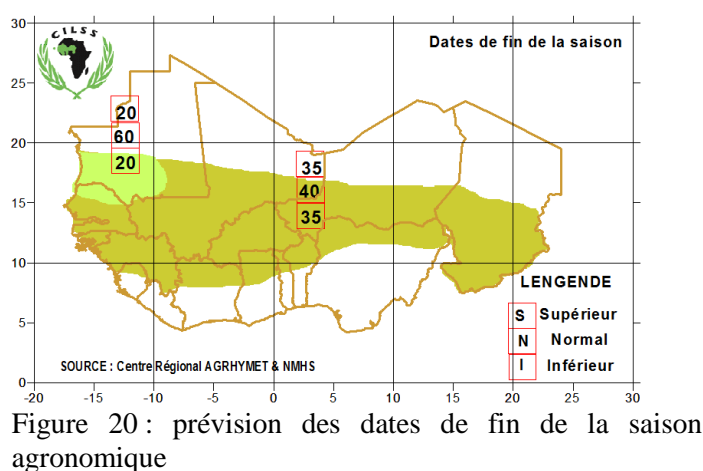 CILSS
Dates de fin de la saison
30
25
20
15
10
5
0
20
60
20
35
40
35
LENGENDE
S Supérieur
N Normal
I Inférieur
SOURCE : Centre Régional AGRHYMET & NMHS
-20 -15 -10 -5 0 5 10 15 20 25 30
Figure 20 : prévision des dates de fin de la saison
agronomique